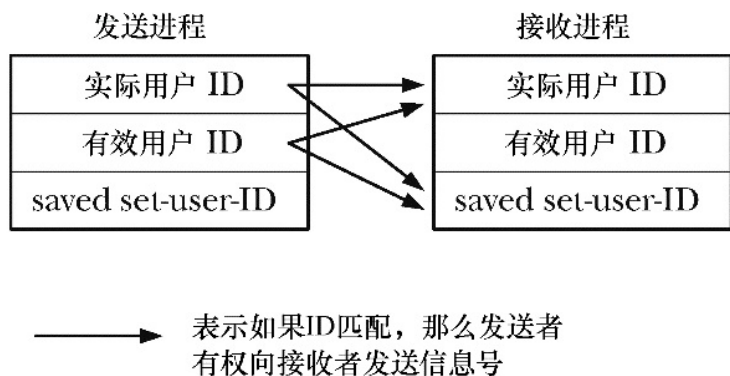 发送进程
接收进程
实际用户 ID
实际用户 ID
有效用户 ID
有效用户 ID
saved set-user-ID
saved set-user-ID
表示如果ID匹配，那么发送者
有权向接收者发送信息号